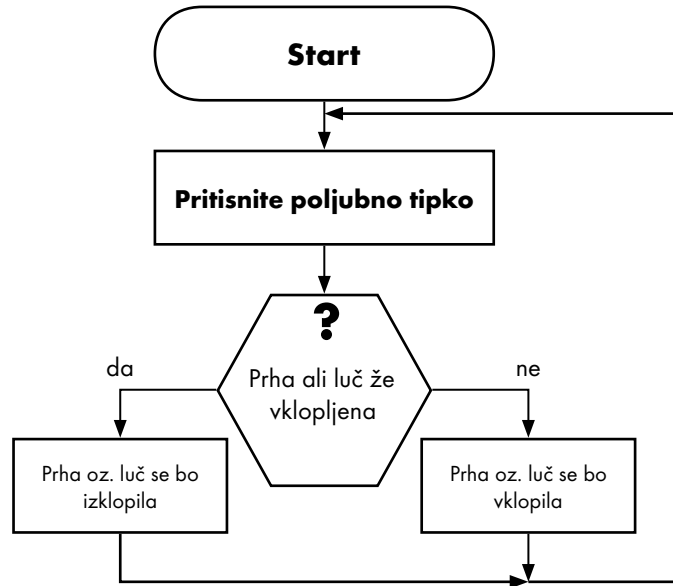 Start
Pritisnite poljubno tipko
?
Prha ali luč že
vklopljena
da
ne
Prha oz. luč se bo
izklopila
Prha oz. luč se bo
vklopila